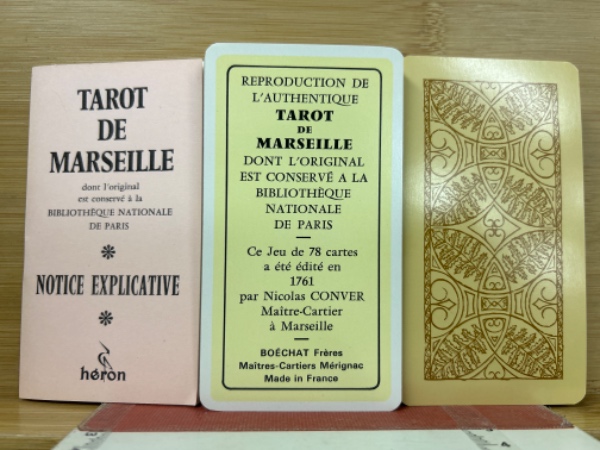 TAROT
DE
MARSEILLE
dont l'original
est conservé à la
BIBLIOTHÈQUE NATIONALE
DE PARIS
NOTICE EXPLICATIVE
héron
REPRODUCTION DE
L'AUTHENTIQUE
TAROT
DE
MARSEILLE
DONT L'ORIGINAL
EST CONSERVÉ A LA
BIBLIOTHÈQUE
NATIONALE
DE PARIS
Ce Jeu de 78 cartes
a été édité en
1761
par Nicolas CONVER
Maître-Cartier
à Marseille
BOÉCHAT Frères
Maîtres-Cartiers Mérignac
Made in France